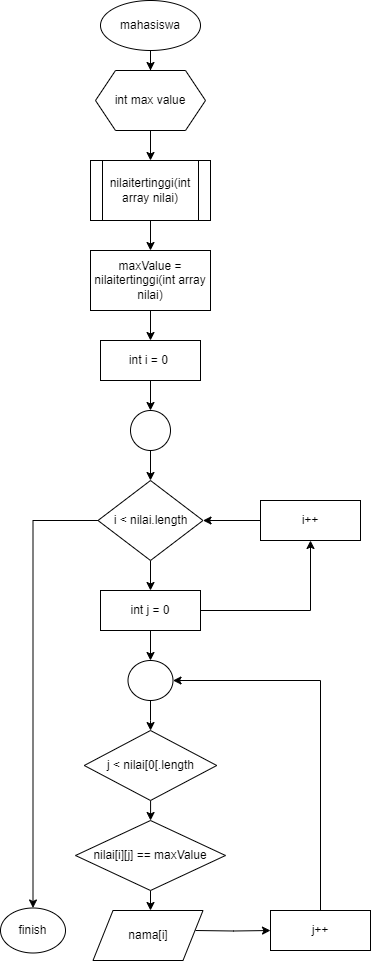 mahasiswa
int max value
nilaitertinggi(int
array nilai)
maxValue =
nilaitertinggi(int array
nilai)
int i = 0
i < nilai.length
i++
int j = 0
j < nilai[0[.length
nilai[i][j] == maxValue
nama[i]
j++
finish